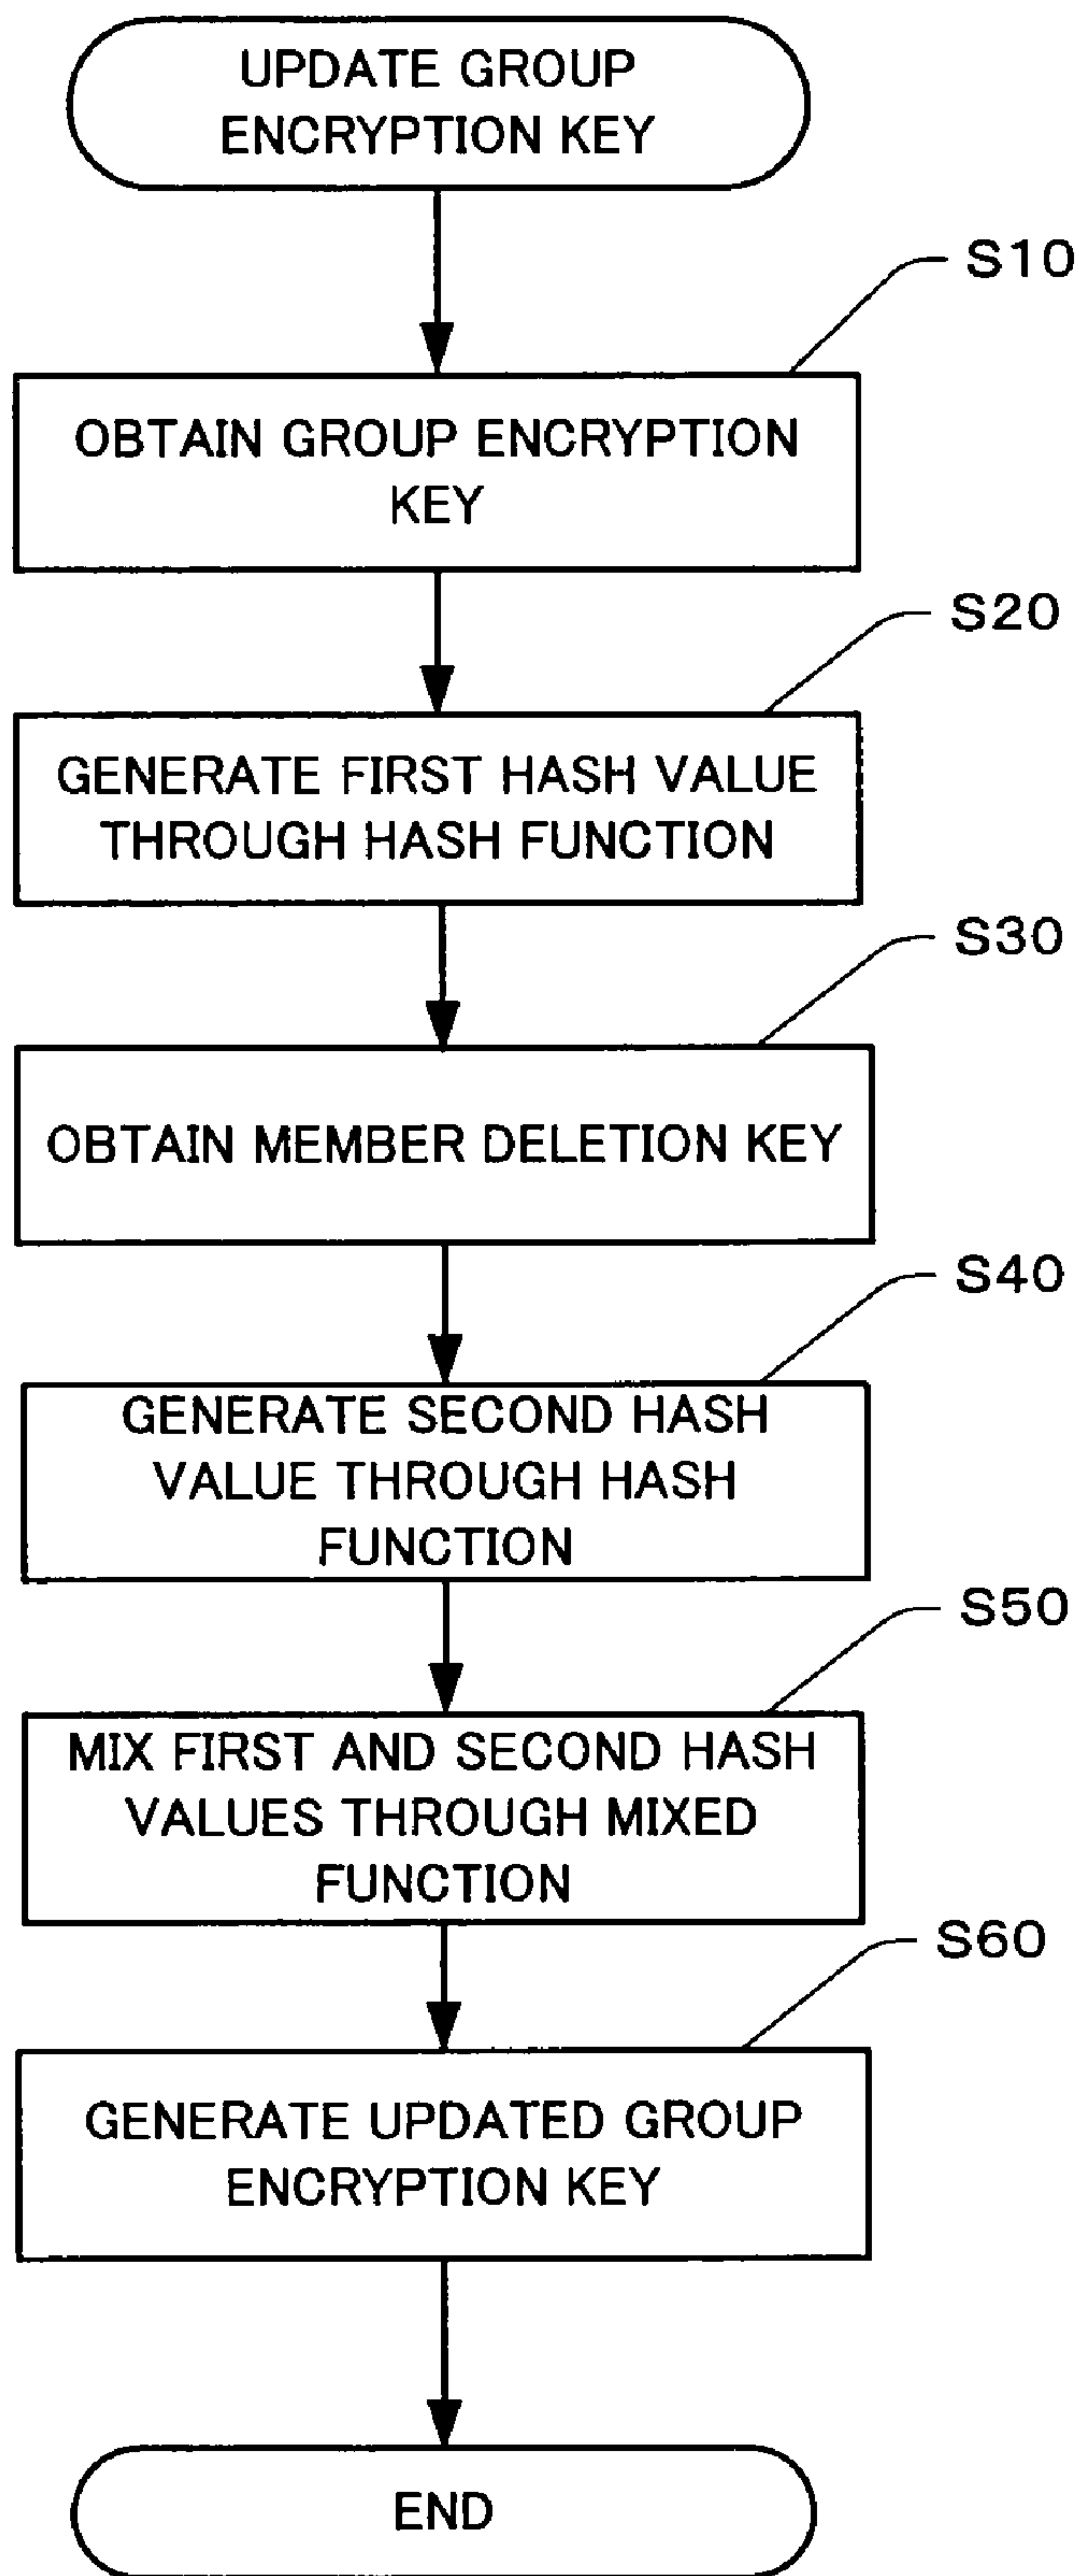 UPDATE GROUP
ENCRYPTION KEY
S10
OBTAIN GROUP ENCRYPTION
KEY
S20
GENERATE FIRST HASH VALUE
THROUGH HASH FUNCTION
S30
OBTAIN MEMBER DELETION KEY
S40
GENERATE SECOND HASH
VALUE THROUGH HASH
FUNCTION
S50
MIX FIRST AND SECOND HASH
VALUES THROUGH MIXED
FUNCTION
S60
GENERATE UPDATED GROUP
ENCRYPTION KEY
END